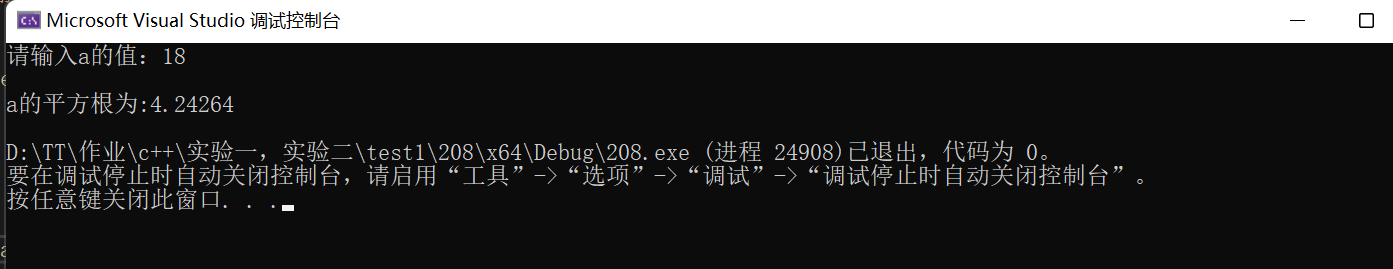 Microsoft Visual Studio 调试控制台
请输入a的值：18
a的平方根为:4.24264
D:\TT\作业\c++\实验一，实验二\test1\208\x64\Debug\208.exe (进程 24908)已退出，代码为 0。
要在调试停止时自动关闭控制台，请启用“工具”->“选项”->“调试”->“调试停止时自动关闭控制台”。
按任意键关闭此窗口. . .